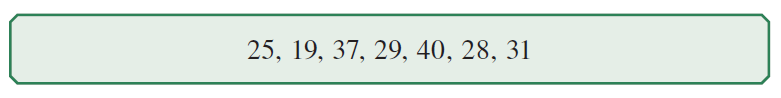 25, 19, 37, 29, 40, 28, 31